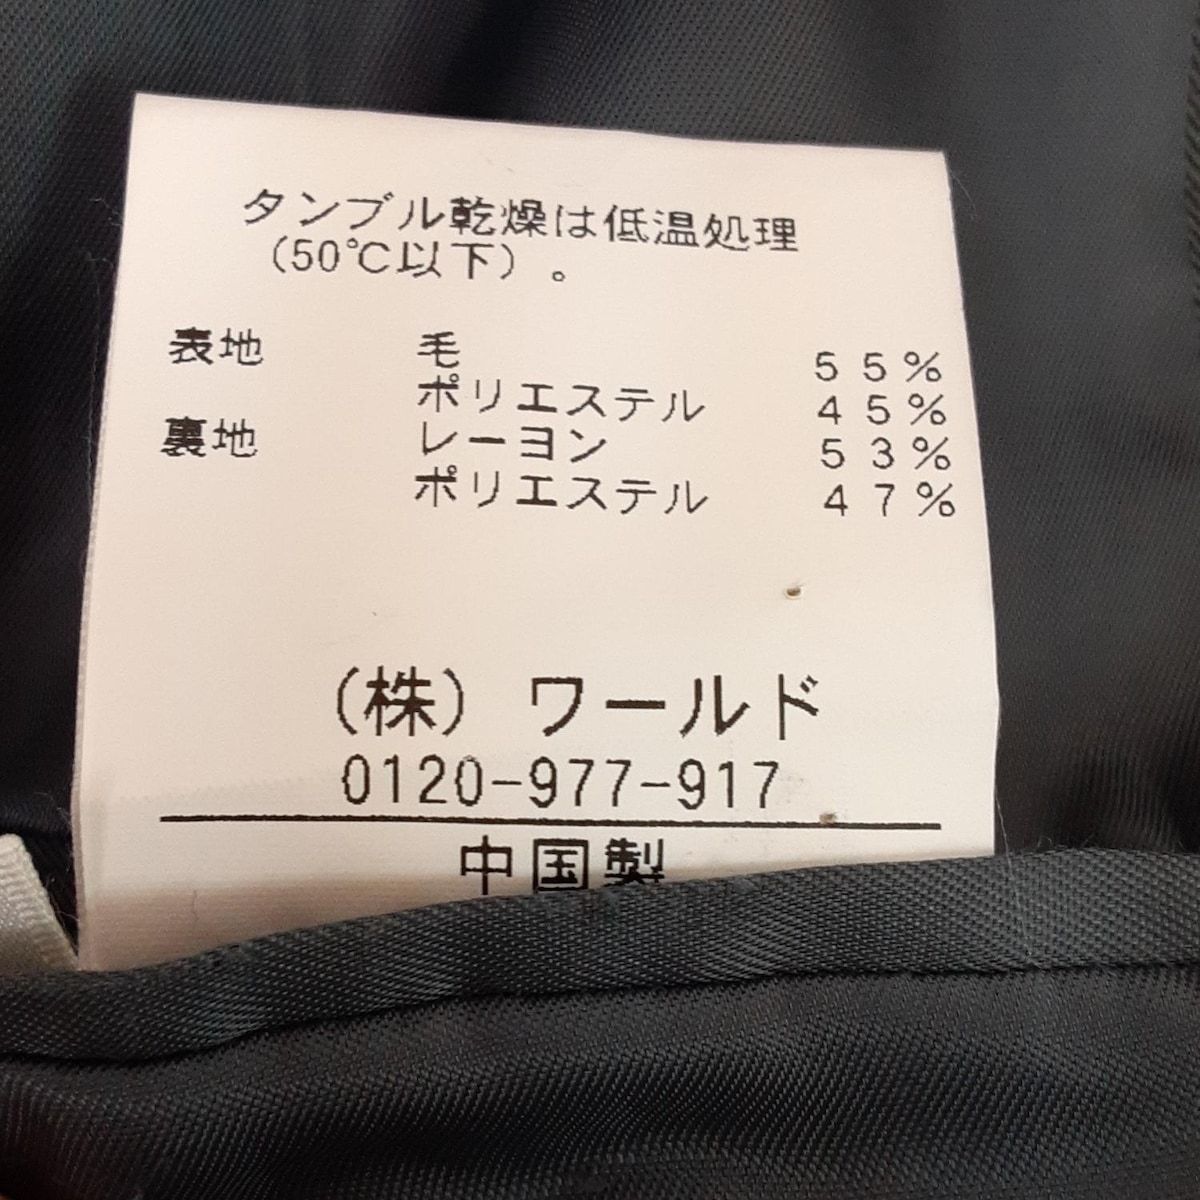 タンブル乾燥は低温処理
（50℃以下）。
表地 毛 55%
ポリエステル 45%
裏地 レーヨン 53%
ポリエステル 47%
（株）ワールド
0120-977-917
中国製